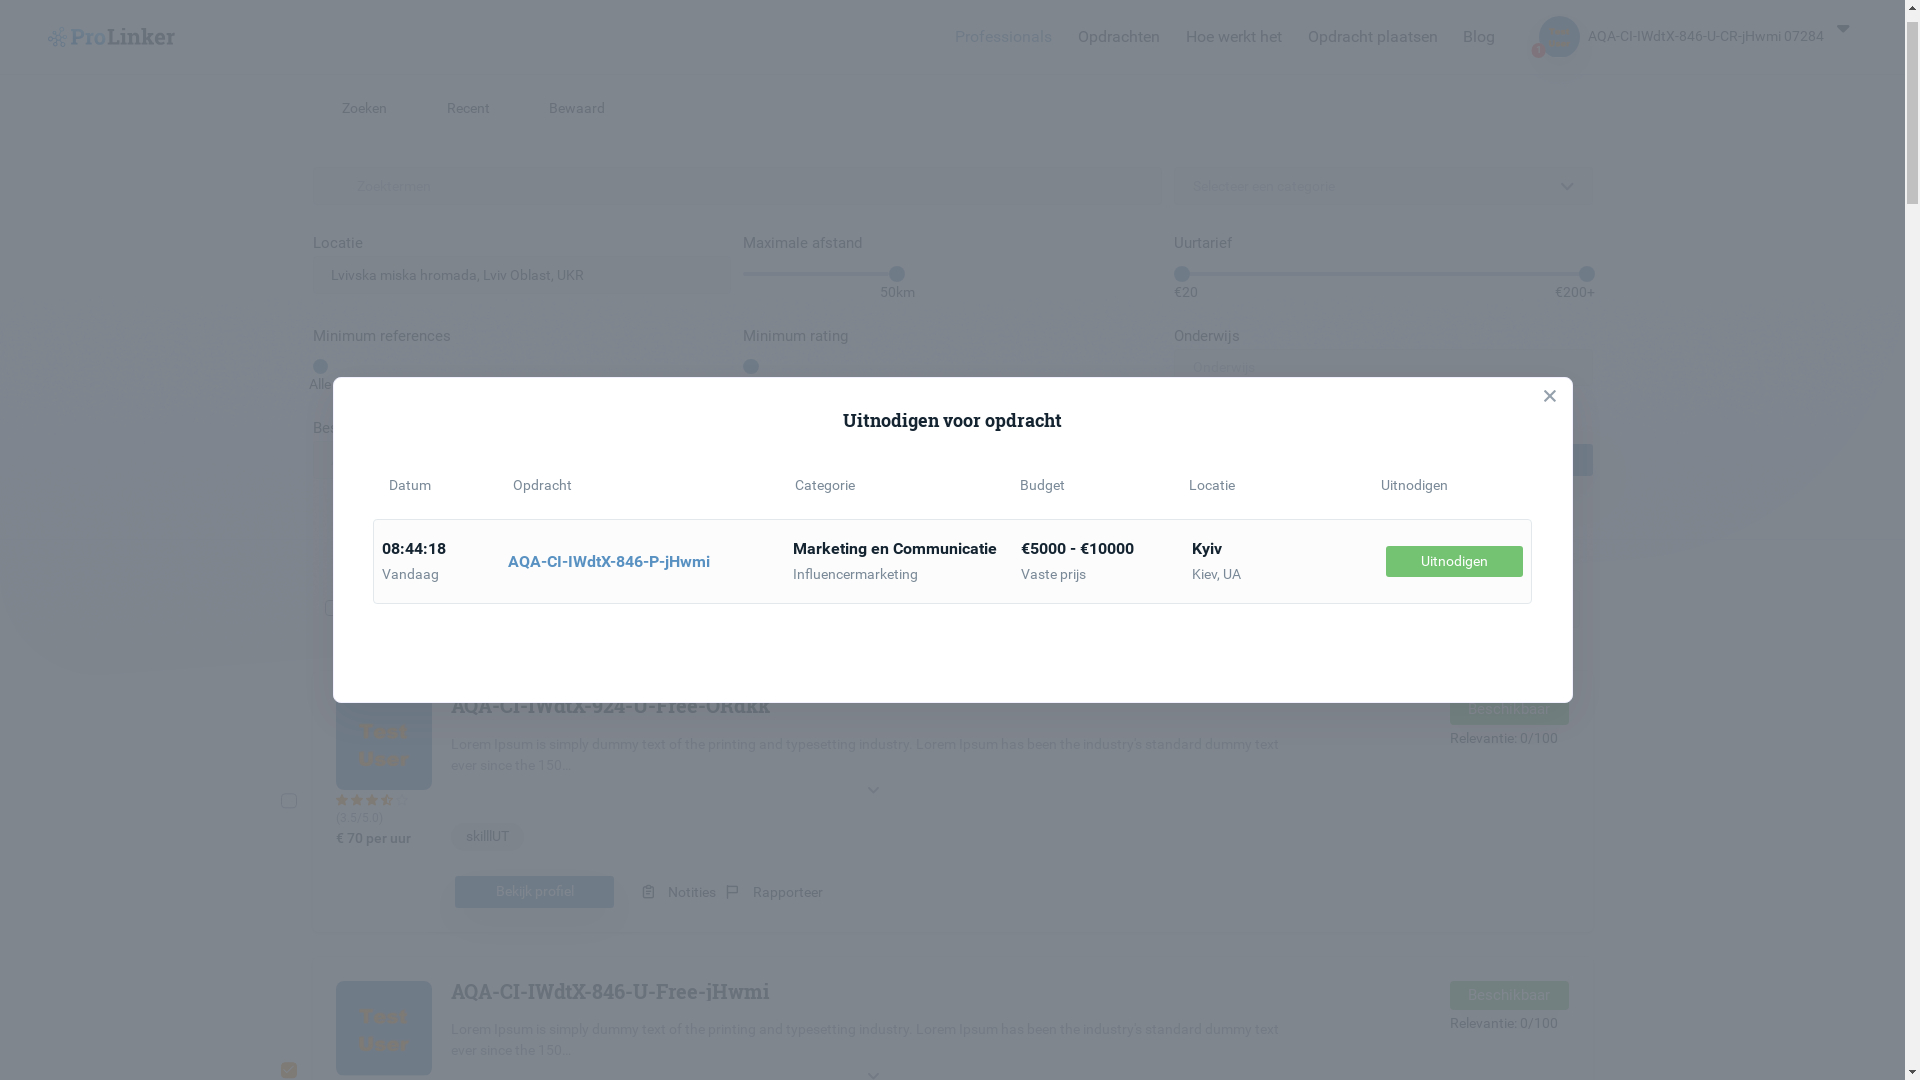 ProLinker
Professionals Opdrachten Hoe werkt het Opdracht plaatsen Blog 1 AQA-CI-IWdtX-846-U-CR-jHwmi 07284
Zoeken Recent Bewaard
Zoektermen Selecteer een categorie
Locatie Maximale afstand Uurtarief
Lvivska miska hromada, Lviv Oblast, UKR
50km €20 €200+
Minimum references Minimum rating Onderwijs
Onderwijs
Alle
Uitnodigen voor opdracht
Datum Opdracht Categorie Budget Locatie Uitnodigen
08:44:18 Marketing en Communicatie €5000 - €10000 Kyiv
AQA-CI-IWdtX-846-P-jHwmi Uitnodigen
Vandaag Influencermarketing Vaste prijs Kiev, UA
AQA-CI-IWdtX-924-U-Free-ORdkk Beschikbaar
Test
User
Lorem Ipsum is simply dummy text of the printing and typesetting industry. Lorem Ipsum has been the industry's standard dummy text
ever since the 150...
Relevantie: 0/100
(3.5/5.0)
€ 70 per uur
skillUT
Bekijk profiel Notities Rapporteer
AQA-CI-IWdtX-846-U-Free-jHwmi Beschikbaar
Test
User
Lorem Ipsum is simply dummy text of the printing and typesetting industry. Lorem Ipsum has been the industry's standard dummy text
ever since the 150...
Relevantie: 0/100